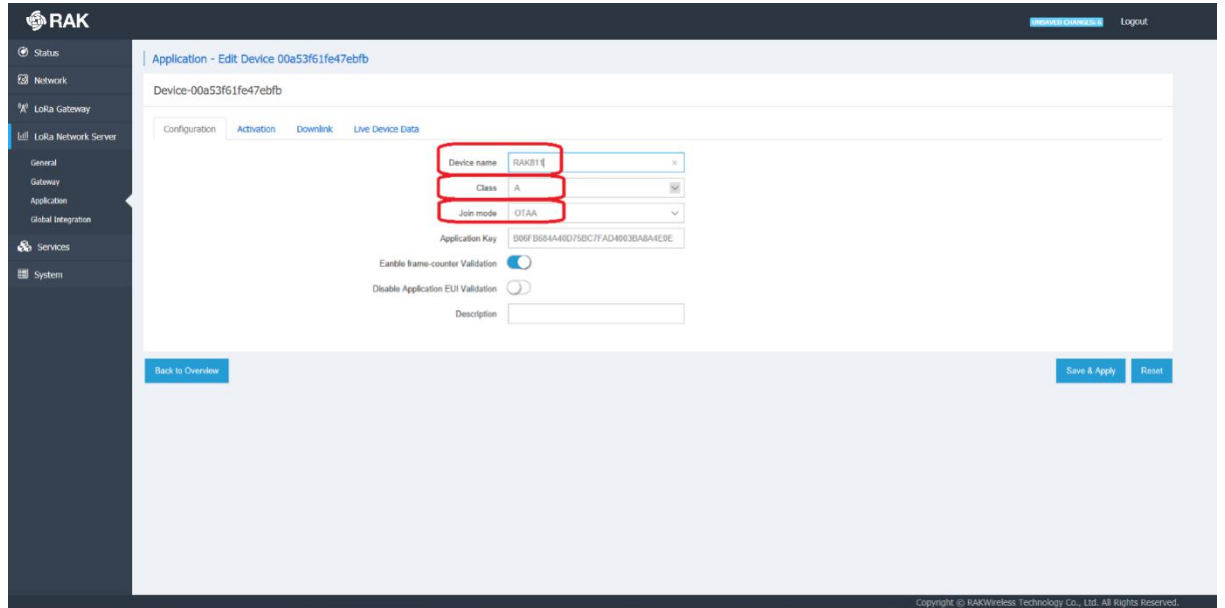 RAK
UNSAVED CHANGES: 6 Logout
Status
Network
LoRa Gateway
LoRa Network Server
General
Gateway
Application
Global Integration
Services
System
Application - Edit Device 00a53f61fe47ebfb
Device-00a53f61fe47ebfb
Configuration Activation Downlink Live Device Data
Device name RAK811 ×
Class A
Join mode OTAA
Application Key B06FB684A40D75BC7FAD4003BA8A4E0E
Eanble frame-counter Validation
Disable Application EUI Validation
Description
Back to Overview Save & Apply Reset
Copyright © RAKWireless Technology Co., Ltd. All Rights Reserved.